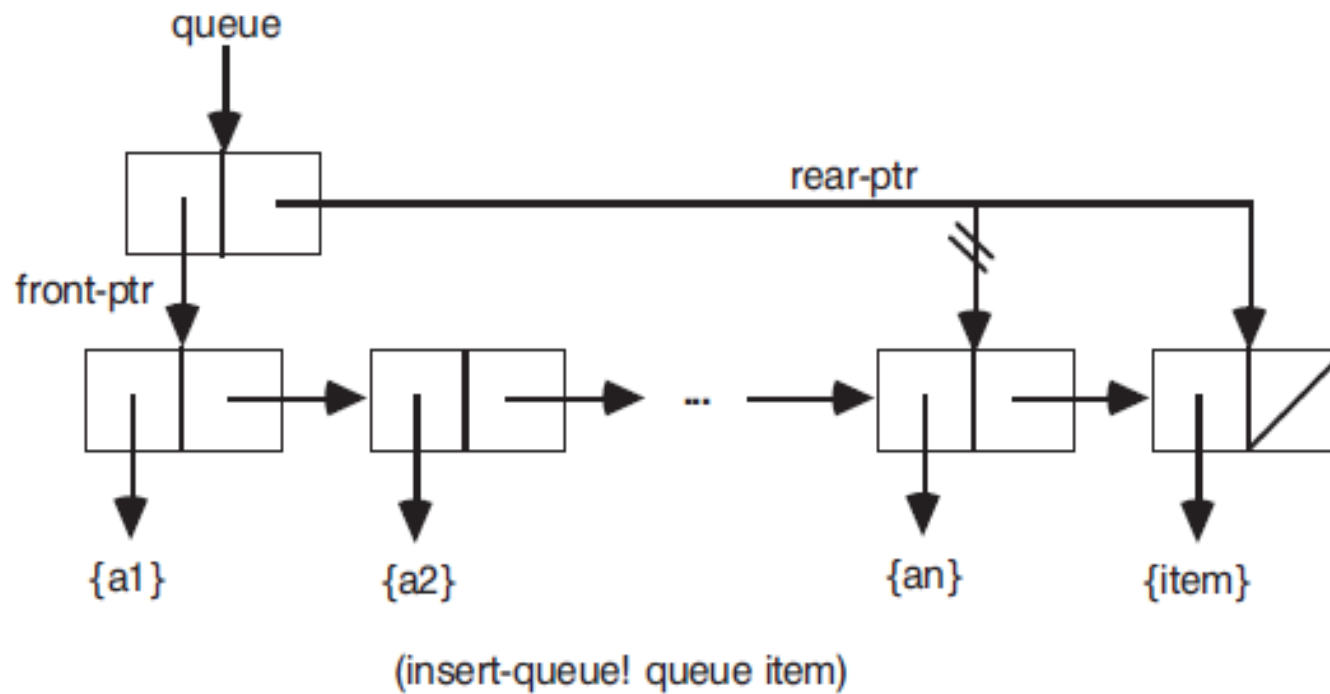 queue
rear-ptr
front-ptr
...
{a1} {a2} {an} {item}
(insert-queue! queue item)